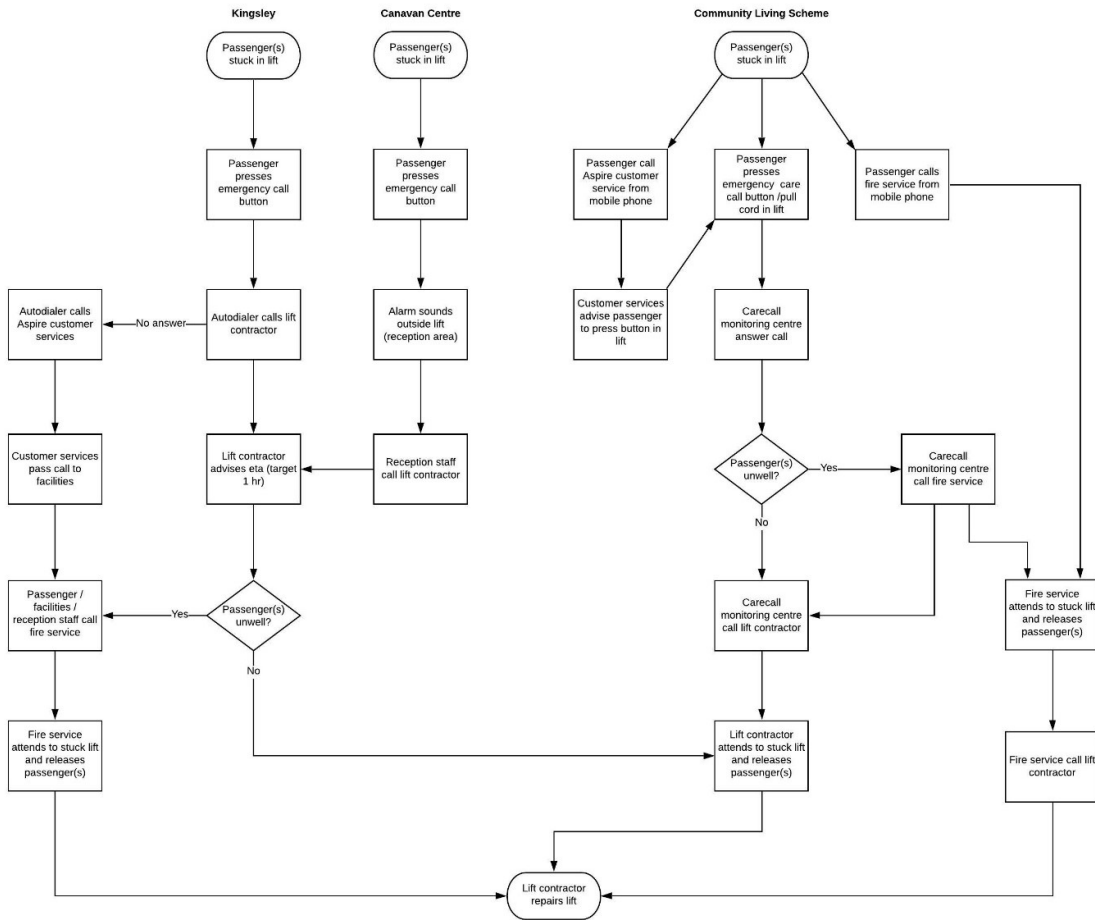 Kingsley
Canavan Centre
Community Living Scheme
Passenger(s)
stuck in lift
Passenger(s)
stuck in lift
Passenger(s)
stuck in lift
Passenger
presses
emergency call
button
Passenger
presses
emergency call
button
Passenger call
Aspire customer
service from
mobile phone
Passenger
presses
emergency care
call button /pull
cord in lift
Passenger calls
fire service from
mobile phone
Autodialer calls
Aspire customer
services
No answer
Autodialer calls lift
contractor
Alarm sounds
outside lift
(reception area)
Customer services
advise passenger
to press button in
lift
Carecall
monitoring centre
answer call
Customer services
pass call to
facilities
Lift contractor
advises eta (target
1 hr)
Reception staff
call lift contractor
Passenger(s)
unwell?
Yes
Carecall
monitoring centre
call fire service
No
Passenger /
facilities /
reception staff call
fire service
Yes
Passenger(s)
unwell?
No
Carecall
monitoring centre
call lift contractor
Fire service
attends to stuck lift
and releases
passenger(s)
Fire service
attends to stuck lift
and releases
passenger(s)
Lift contractor
attends to stuck lift
and releases
passenger(s)
Fire service call lift
contractor
Lift contractor
repairs lift